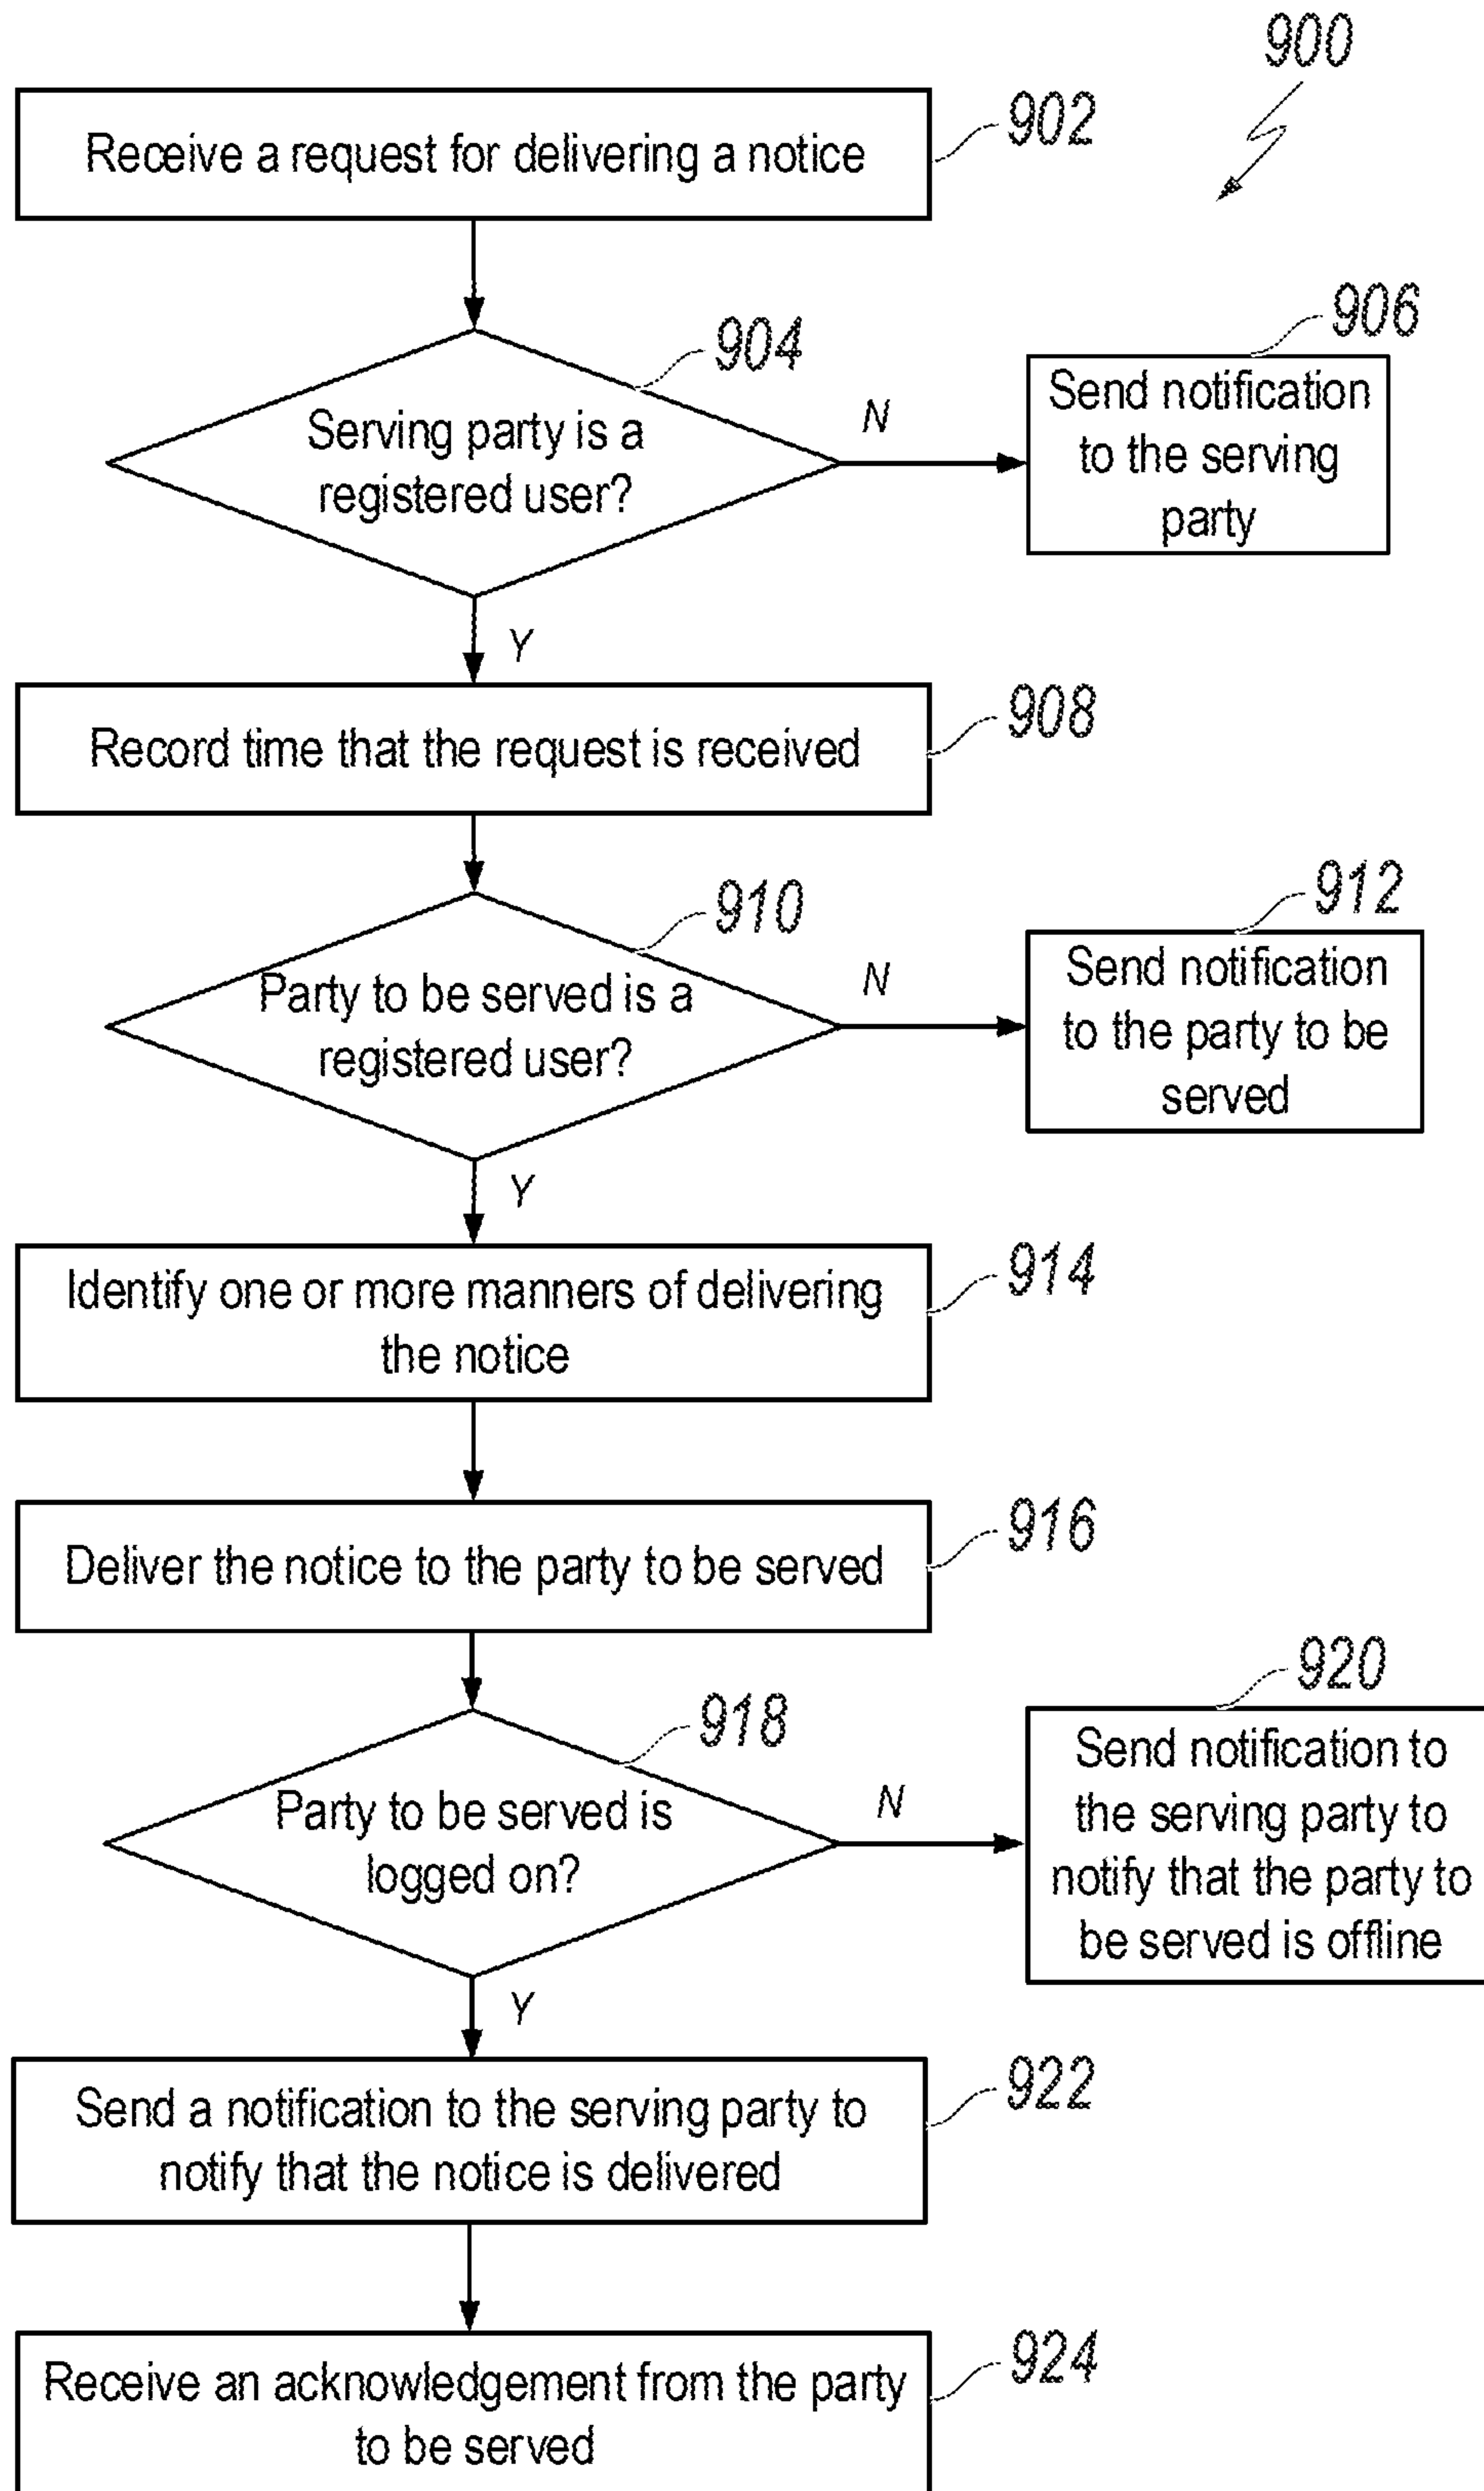 900
Receive a request for delivering a notice
902
904
906
Serving party is a
registered user?
N
Send notification
to the serving
party
Y
Record time that the request is received
908
910
912
Party to be served is a
registered user?
N
Send notification
to the party to be
served
Y
Identify one or more manners of delivering
the notice
914
Deliver the notice to the party to be served
916
918
920
Party to be served is
logged on?
N
Send notification to
the serving party to
notify that the party to
be served is offline
Y
Send a notification to the serving party to
notify that the notice is delivered
922
Receive an acknowledgement from the party
to be served
924